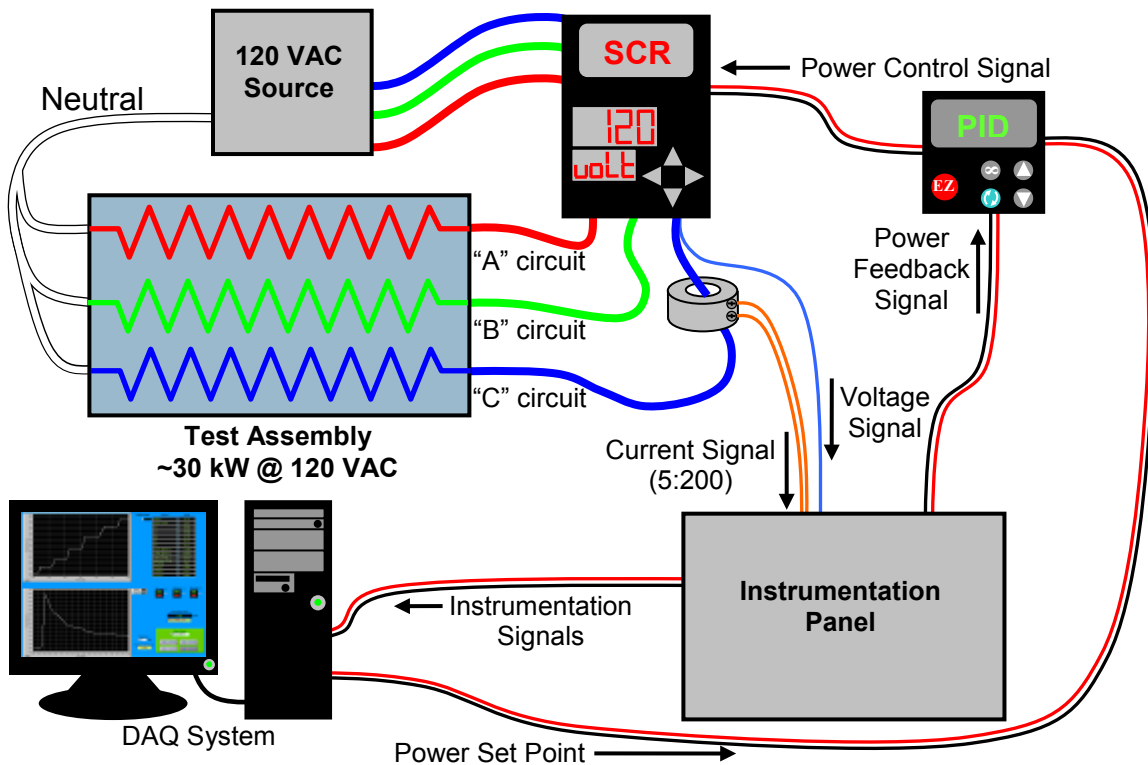 120 VAC
Source
SCR
120
volt
Power Control Signal
PID
EZ
∞
Neutral
"A" circuit
"B" circuit
"C" circuit
Power
Feedback
Signal
Test Assembly
~30 kW @ 120 VAC
Voltage
Signal
Current Signal
(5:200)
Instrumentation
Panel
Instrumentation
Signals
DAQ System
Power Set Point